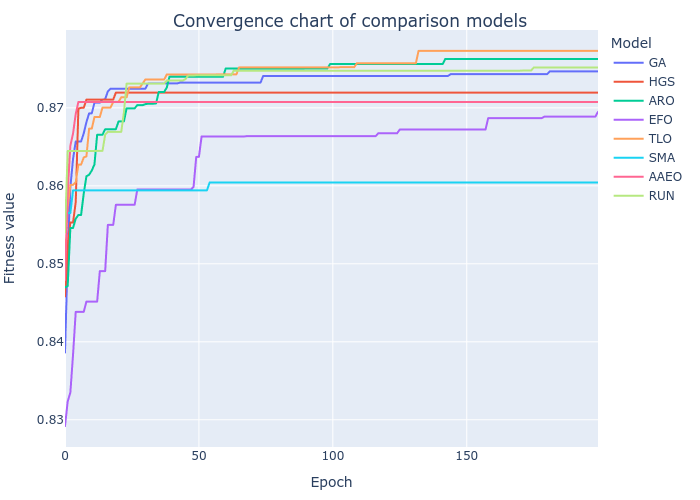 Convergence chart of comparison models
Fitness value
0.87
0.86
0.85
0.84
0.83
0
50
100
150
Epoch
Model
GA
HGS
ARO
EFO
TLO
SMA
AAEO
RUN